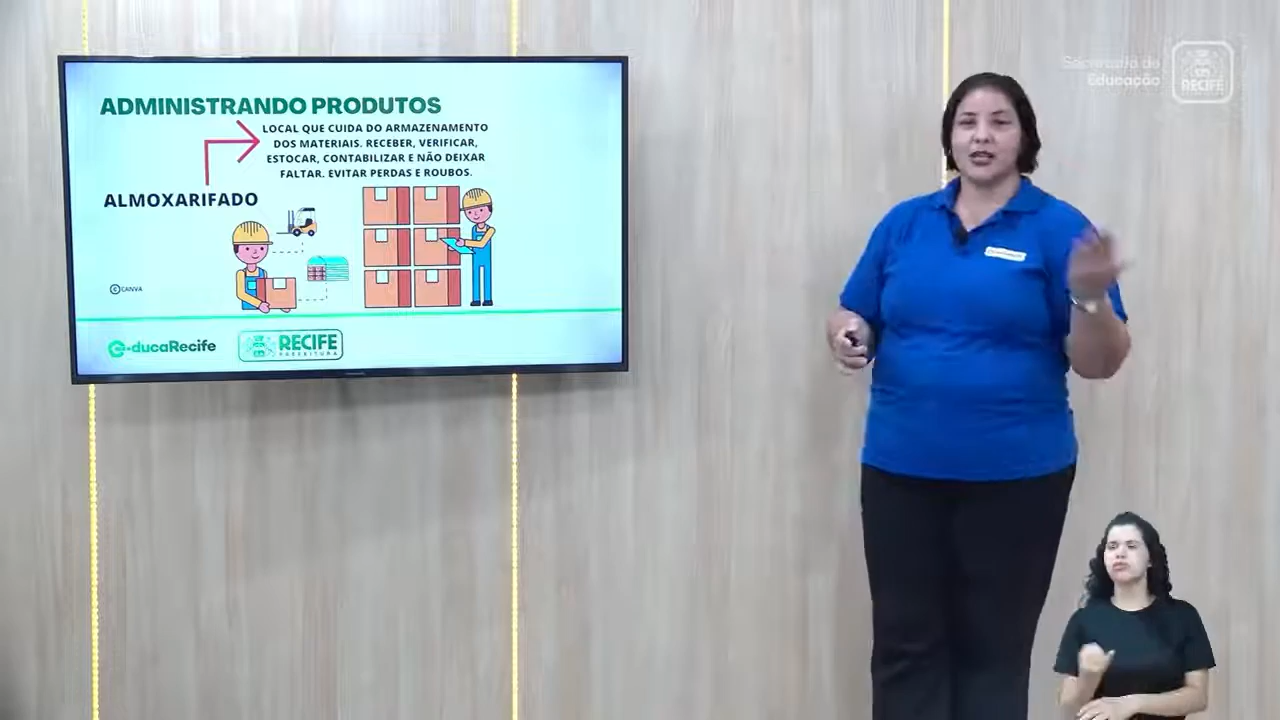 ADMINISTRANDO PRODUTOS
LOCAL QUE CUIDA DO ARMAZENAMENTO
DOS MATERIAIS. RECEBER, VERIFICAR,
ESTOCAR, CONTABILIZAR E NÃO DEIXAR
FALTAR. EVITAR PERDAS E ROUBOS.
ALMOXARIFADO
CANVA
e-ducaRecife
RECIFE
PREFEITURA
Secretaria de
Educação
RECIFE